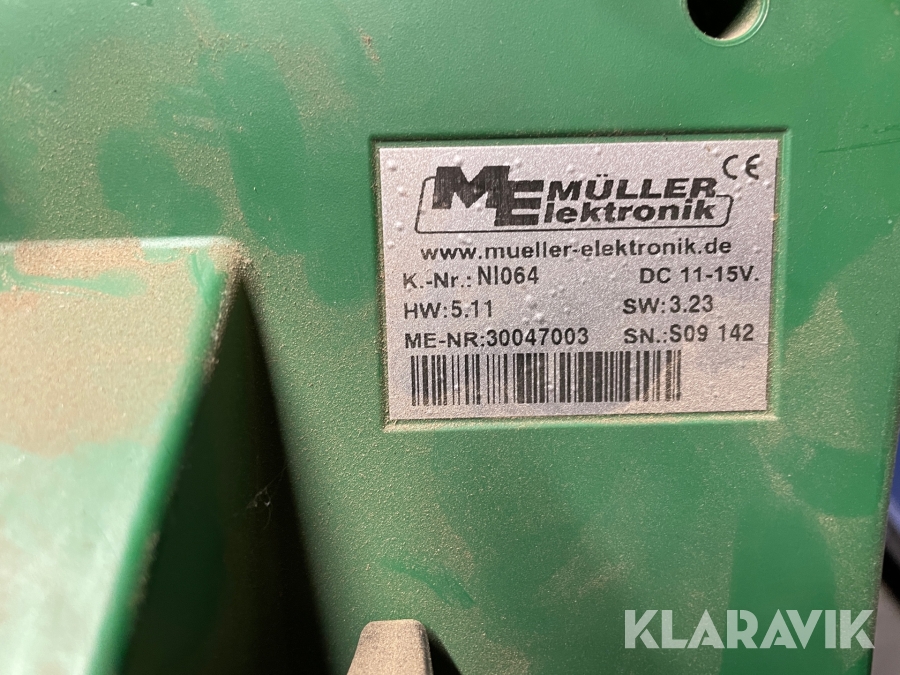 ME MÜLLER Elektronik CE
www.mueller-elektronik.de
K.-Nr.: NI064 DC 11-15V.
HW:5.11 SW:3.23
ME-NR:30047003 SN.:S09 142
KLARAVIK